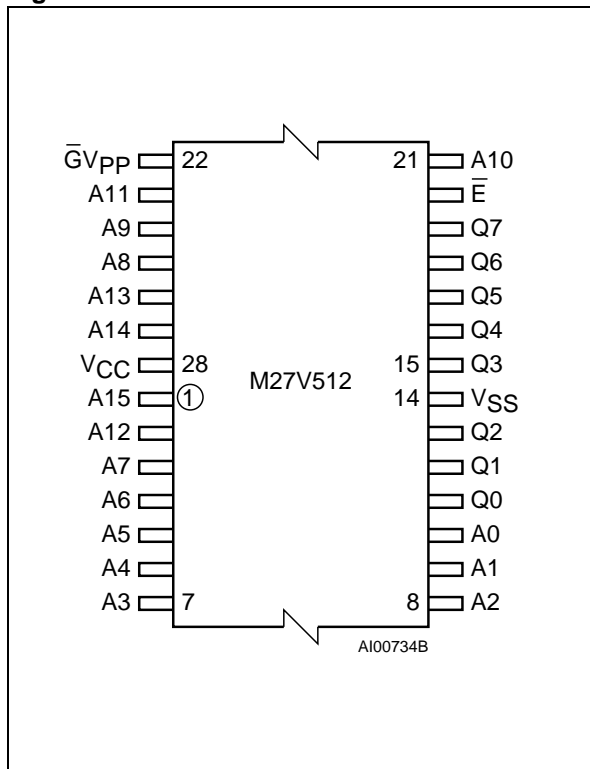 G̅VPP 22 21 A10
A11 E̅
A9 Q7
A8 Q6
A13 Q5
A14 Q4
VCC 28 15 Q3
M27V512
A15 1 14 VSS
A12 Q2
A7 Q1
A6 Q0
A5 A0
A4 A1
A3 7 8 A2
AI00734B